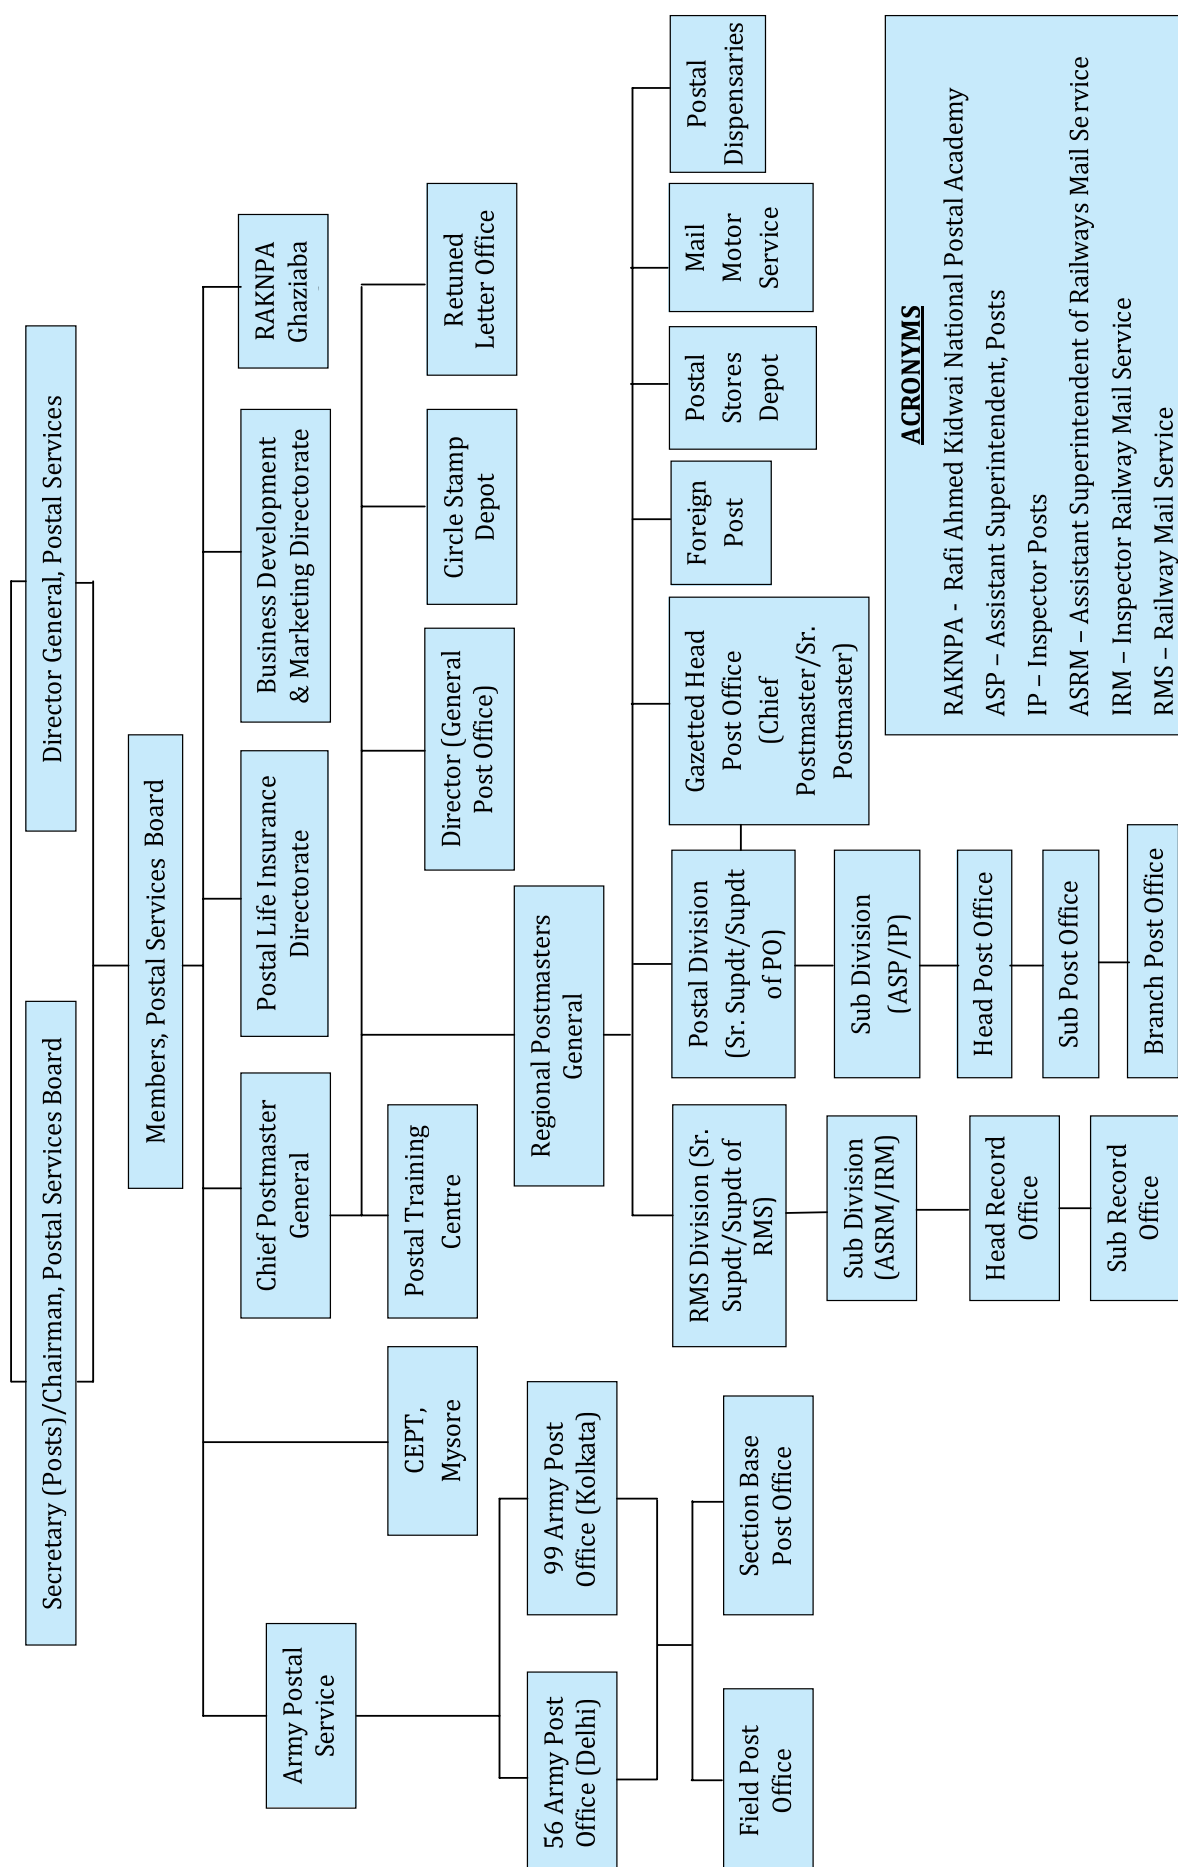 Secretary (Posts)/Chairman, Postal Services Board
Director General, Postal Services
Members, Postal Services Board
Army Postal
Service
CEPT,
Mysore
Chief Postmaster
General
Postal Life Insurance
Directorate
Business Development
& Marketing Directorate
RAKNPA
Ghaziaba
56 Army Post
Office (Delhi)
99 Army Post
Office (Kolkata)
Field Post
Office
Section Base
Post Office
Postal Training
Centre
Regional Postmasters
General
Director (General
Post Office)
Circle Stamp
Depot
Retuned
Letter Office
RMS Division (Sr.
Supdt/Supdt of
RMS)
Postal Division
(Sr. Supdt/Supdt
of PO)
Gazetted Head
Post Office
(Chief
Postmaster/Sr.
Postmaster)
Foreign
Post
Postal
Stores
Depot
Mail
Motor
Service
Postal
Dispensaries
Sub Division
(ASRM/IRM)
Head Record
Office
Sub Record
Office
Sub Division
(ASP/IP)
Head Post Office
Sub Post Office
Branch Post Office
ACRONYMS
RAKNPA - Rafi Ahmed Kidwai National Postal Academy
ASP – Assistant Superintendent, Posts
IP – Inspector Posts
ASRM – Assistant Superintendent of Railways Mail Service
IRM – Inspector Railway Mail Service
RMS – Railway Mail Service